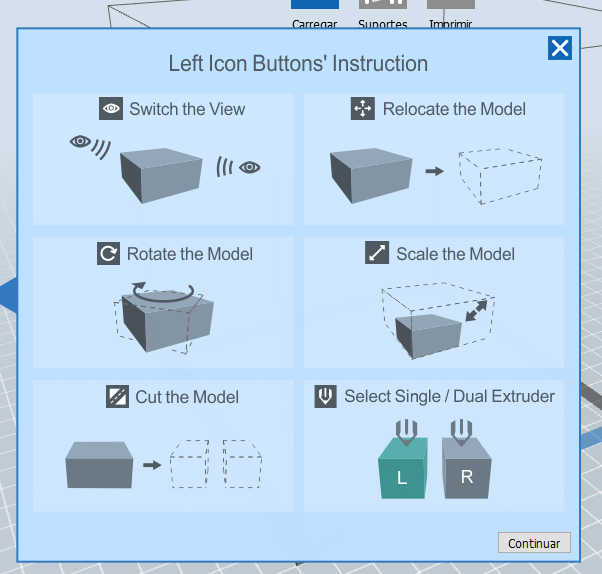 Carregar Suportes Imprimir
Left Icon Buttons' Instruction
Switch the View
Relocate the Model
Rotate the Model
Scale the Model
Cut the Model
Select Single / Dual Extruder
L
R
Continuar